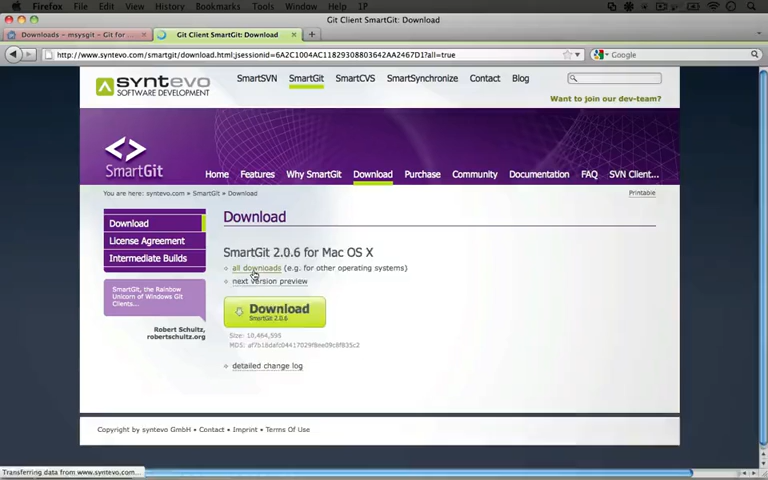 Firefox File Edit View History Bookmarks Tools Window Help 1P
Git Client SmartGit: Download
Downloads – msysgit – Git for ...
Git Client SmartGit: Download
http://www.syntevo.com/smartgit/download.html;jsessionid=6A2C1004AC11829308803642AA2467D1?all=true
Google
syntevo
SOFTWARE DEVELOPMENT
SmartSVN SmartGit SmartCVS SmartSynchronize Contact Blog
Want to join our dev-team?
SmartGit
Home Features Why SmartGit Download Purchase Community Documentation FAQ SVN Client...
You are here: syntevo.com » SmartGit » Download
Printable
Download
License Agreement
Intermediate Builds
SmartGit, the Rainbow
Unicorn of Windows Git
Clients...
Robert Schultz,
robertschultz.org
Download
SmartGit 2.0.6 for Mac OS X
all downloads (e.g. for other operating systems)
next version preview
Download
SmartGit 2.0.6
Size: 10,464,595
MD5: af7b18dafc04417029f8ee09c8f835c2
detailed change log
Copyright by syntevo GmbH • Contact • Imprint • Terms Of Use
Transferring data from www.syntevo.com...